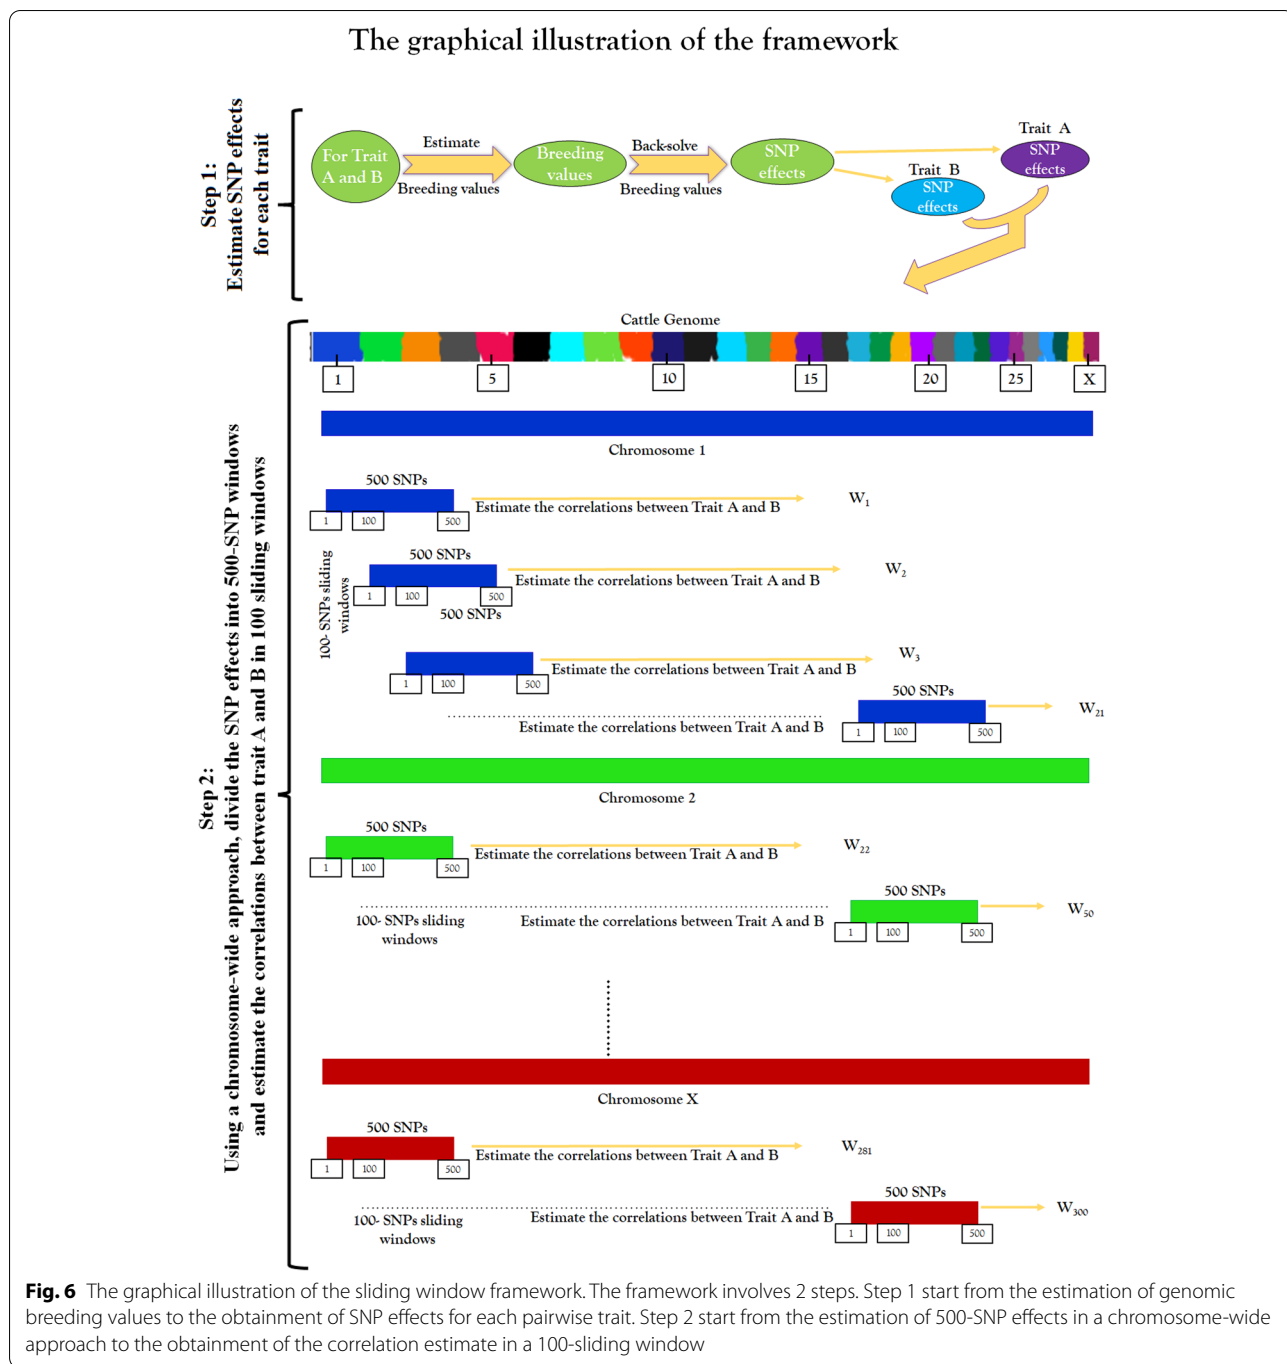 The graphical illustration of the framework
Step 1:
Estimate SNP effects
for each trait
For Trait
A and B
Estimate
Breeding values
Breeding
values
Back-solve
Breeding values
SNP
effects
Trait A
SNP
effects
Trait B
SNP
effects
Step 2:
Using a chromosome-wide approach, divide the SNP effects into 500-SNP windows
and estimate the correlations between trait A and B in 100 sliding windows
Cattle Genome
1 5 10 15 20 25 X
Chromosome 1
500 SNPs
1 100 500
Estimate the correlations between Trait A and B
W1
100- SNPs sliding
windows
500 SNPs
1 100 500
Estimate the correlations between Trait A and B
W2
500 SNPs
1 100 500
Estimate the correlations between Trait A and B
W3
Estimate the correlations between Trait A and B
500 SNPs
1 100 500
W21
Chromosome 2
500 SNPs
1 100 500
Estimate the correlations between Trait A and B
W22
100- SNPs sliding
windows
Estimate the correlations between Trait A and B
500 SNPs
1 100 500
W50
Chromosome X
500 SNPs
1 100 500
Estimate the correlations between Trait A and B
W281
100- SNPs sliding
windows
Estimate the correlations between Trait A and B
500 SNPs
1 100 500
W300
Fig. 6 The graphical illustration of the sliding window framework. The framework involves 2 steps. Step 1 start from the estimation of genomic
breeding values to the obtainment of SNP effects for each pairwise trait. Step 2 start from the estimation of 500-SNP effects in a chromosome-wide
approach to the obtainment of the correlation estimate in a 100-sliding window